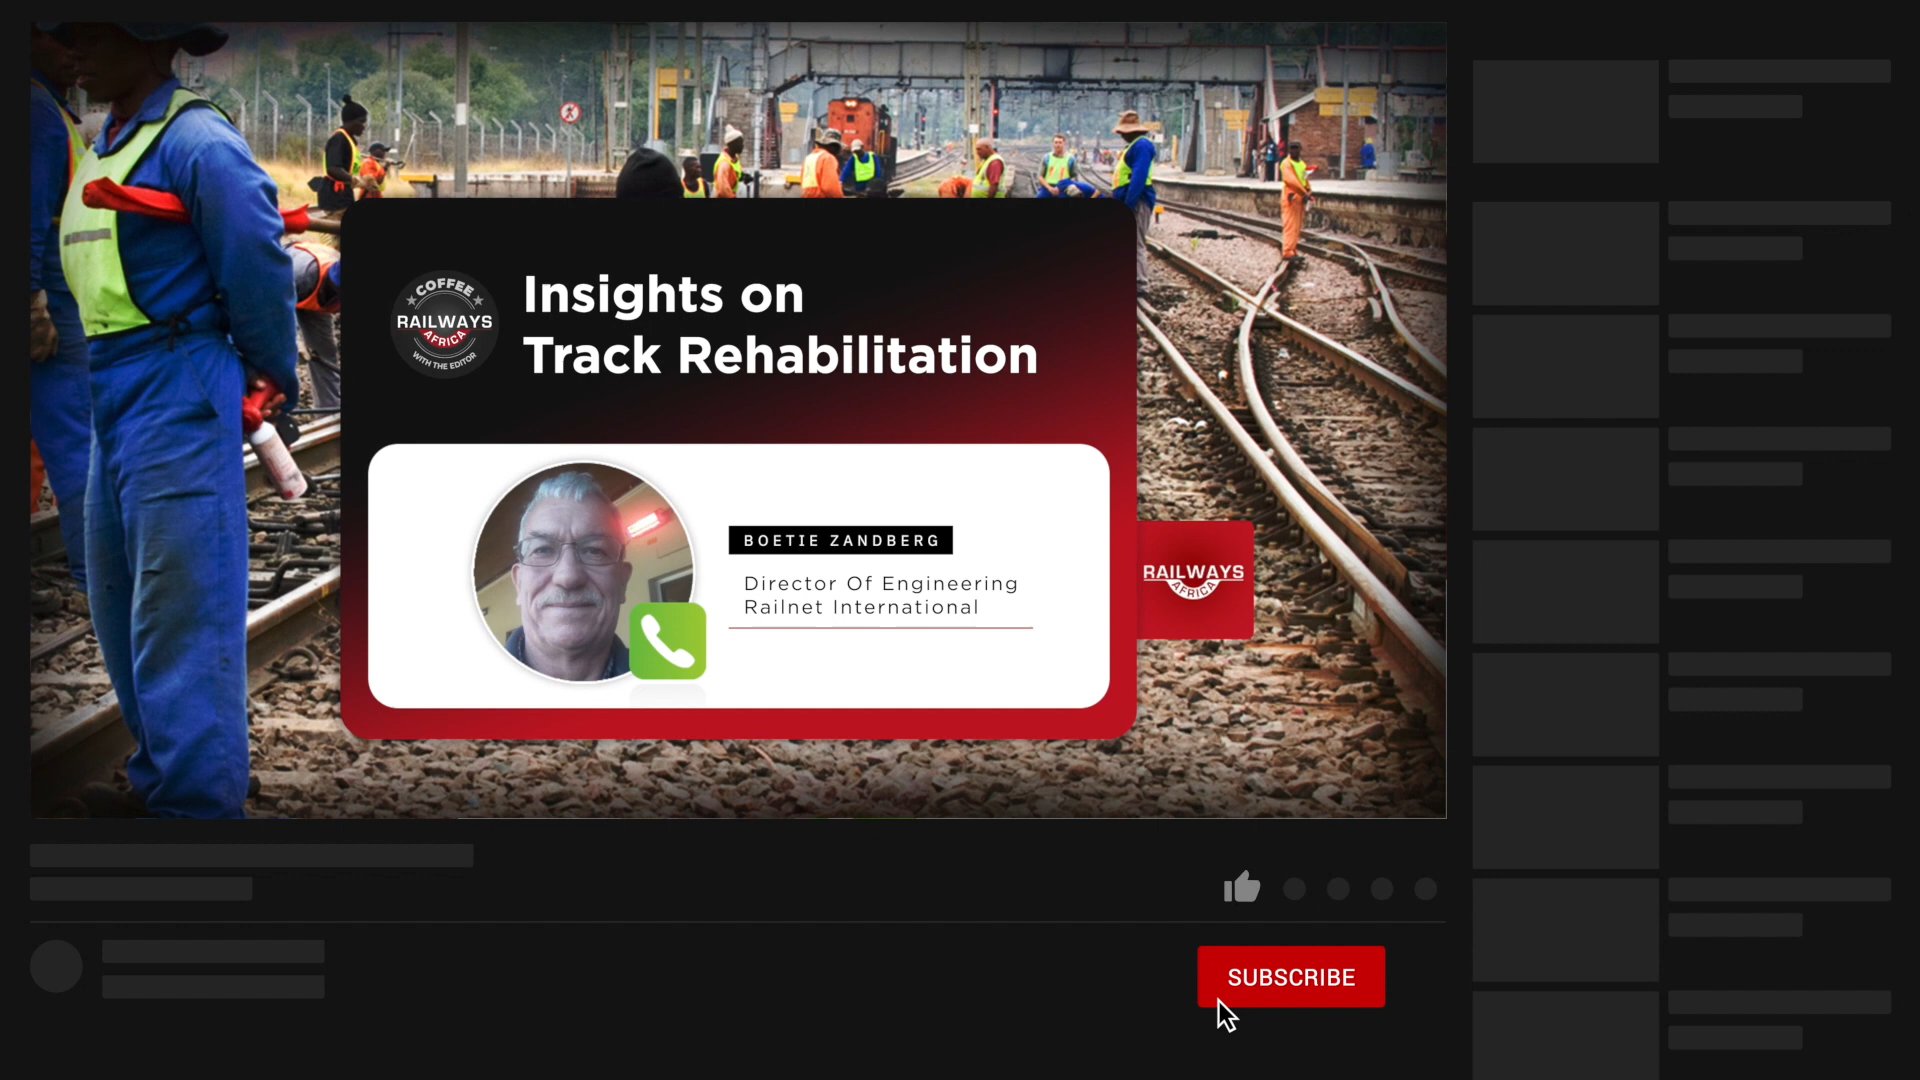 COFFEE
RAILWAYS
AFRICA
WITH THE EDITOR
Insights on
Track Rehabilitation
BOETIE ZANDBERG
Director Of Engineering
Railnet International
RAILWAYS
AFRICA
SUBSCRIBE